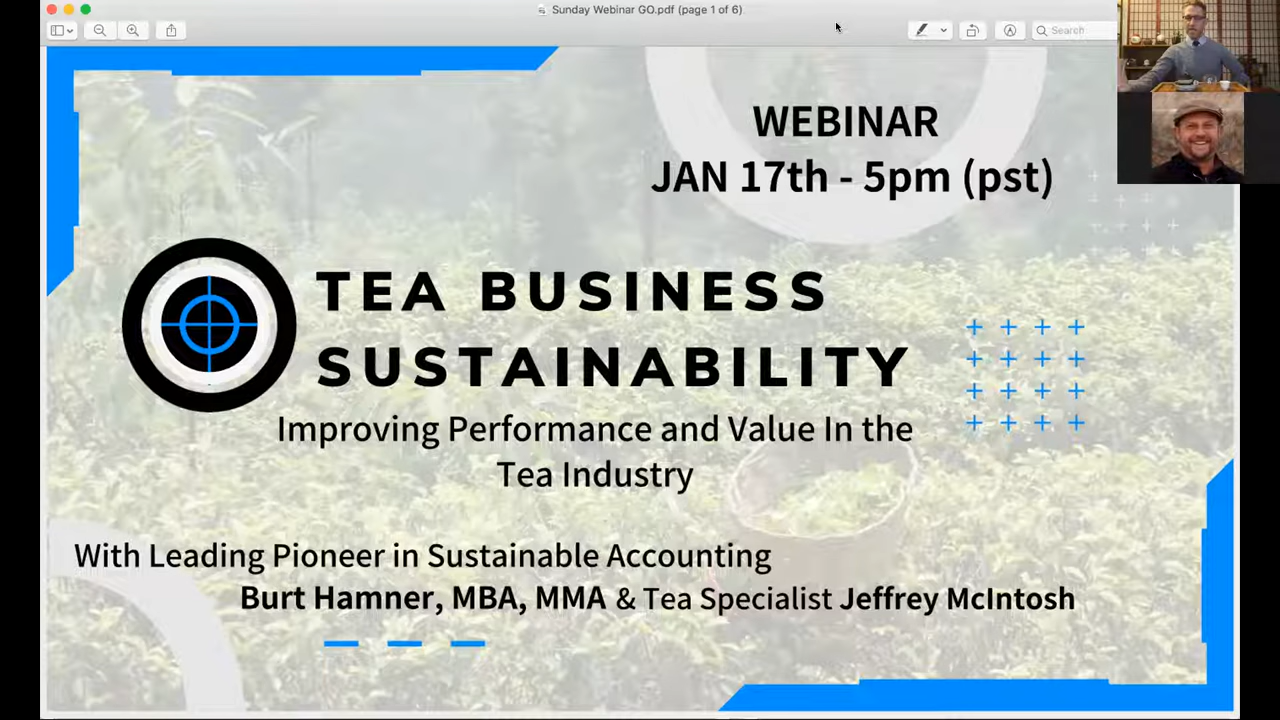 Sunday Webinar GO.pdf (page 1 of 6)
Search
WEBINAR
JAN 17th - 5pm (pst)
TEA BUSINESS
SUSTAINABILITY
Improving Performance and Value In the
Tea Industry
With Leading Pioneer in Sustainable Accounting
Burt Hamner, MBA, MMA & Tea Specialist Jeffrey McIntosh